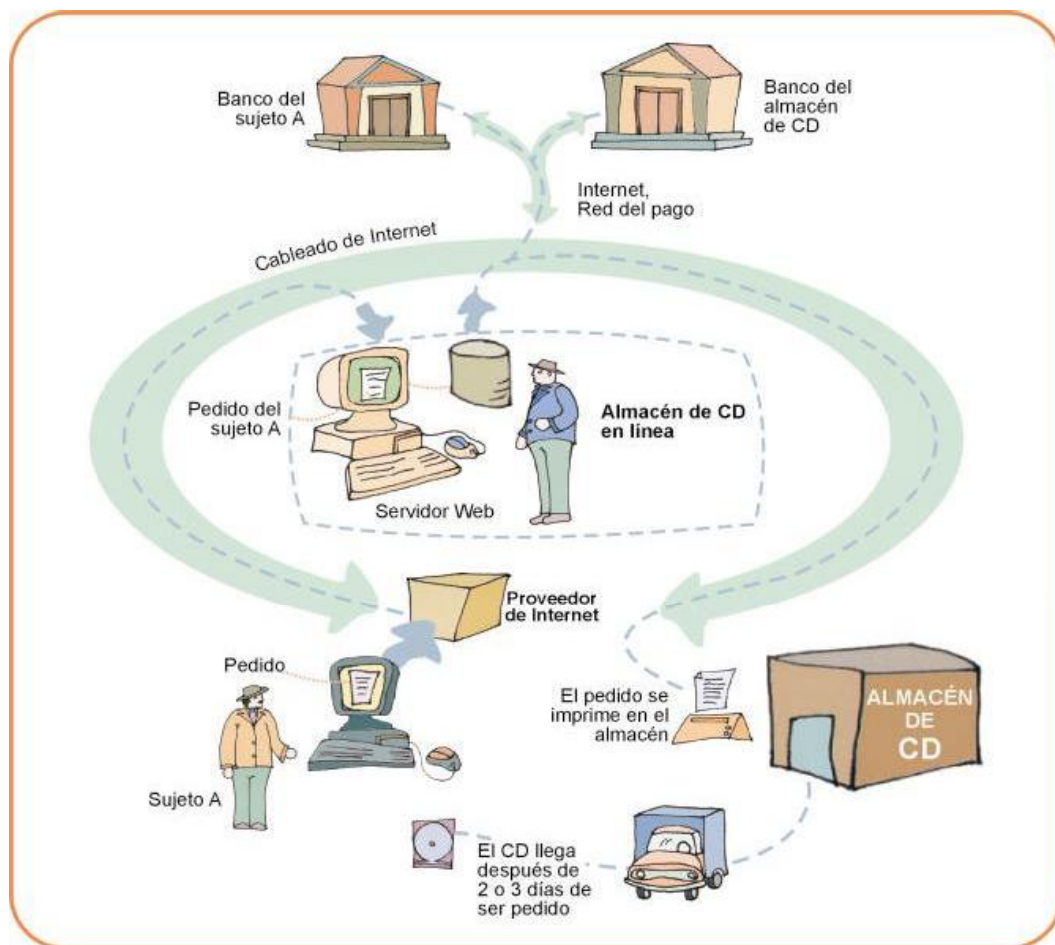 Banco del
sujeto A
Banco del
almacén
de CD
Internet,
Red del pago
Cableado de Internet
Pedido del
sujeto A
Almacén de CD
en línea
Servidor Web
Proveedor
de Internet
Pedido
Sujeto A
El pedido se
imprime en el
almacén
ALMACÉN
DE
CD
El CD llega
después de
2 o 3 días de
ser pedido